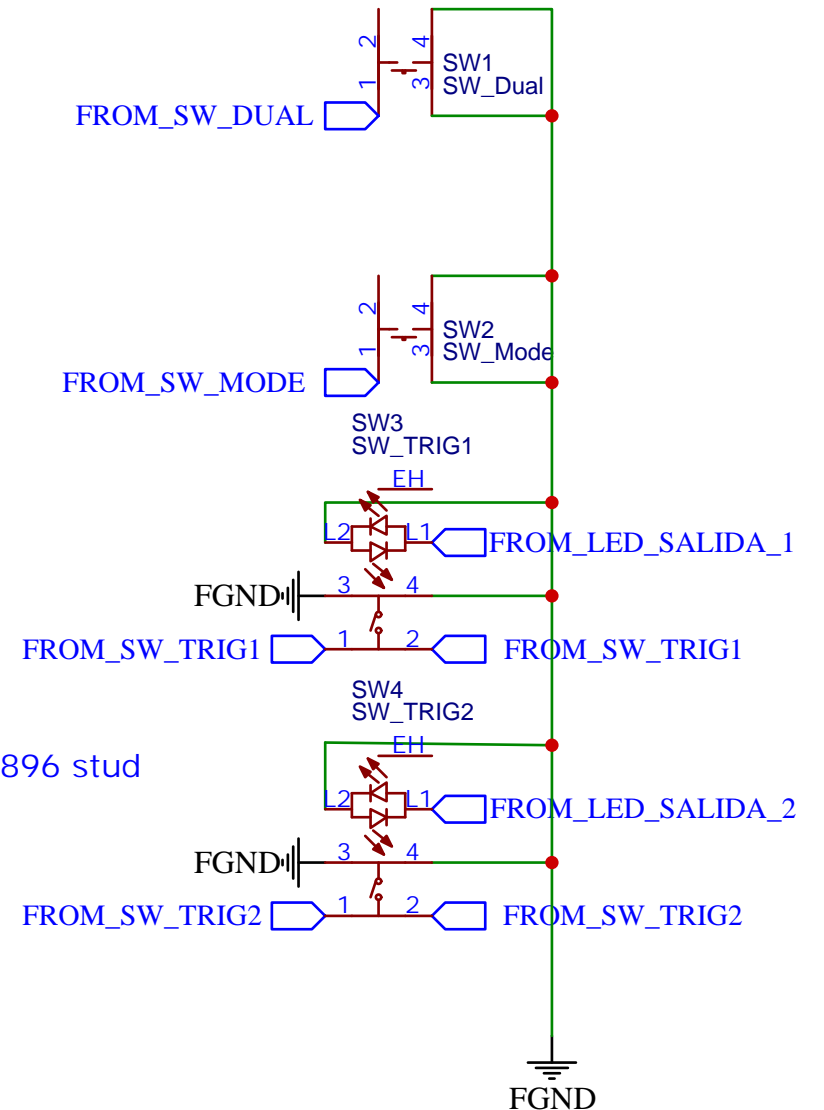 2 4
SW1
SW_Dual
1 3
FROM_SW_DUAL
2 4
SW2
SW_Mode
1 3
FROM_SW_MODE
SW3
SW_TRIG1
EH
L2 L1 FROM_LED_SALIDA_1
FGND 3 4
FROM_SW_TRIG1 1 2 FROM_SW_TRIG1
SW4
SW_TRIG2
EH
896 stud
L2 L1 FROM_LED_SALIDA_2
FGND 3 4
FROM_SW_TRIG2 1 2 FROM_SW_TRIG2
FGND